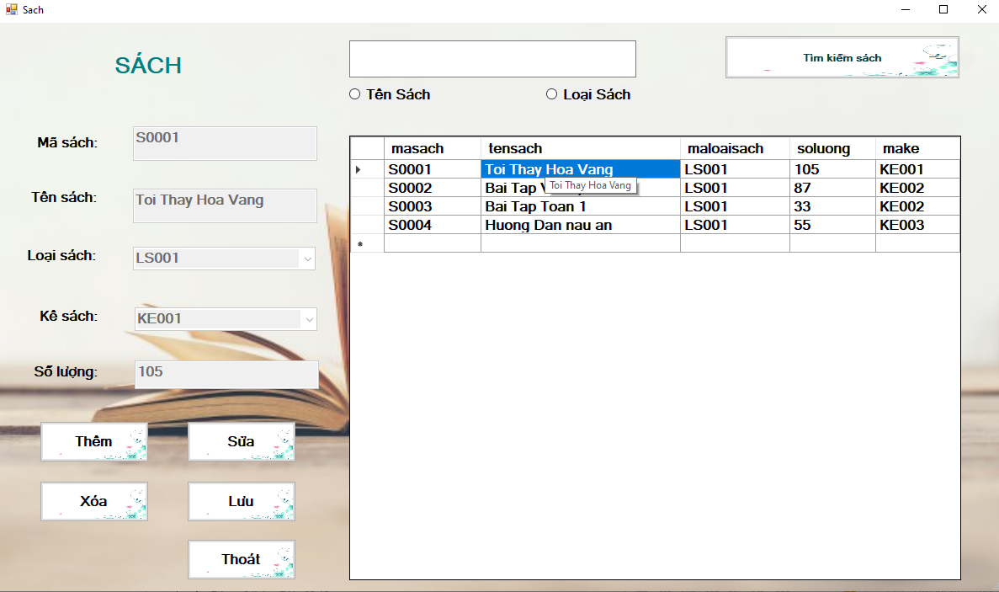 Sach
SÁCH
Tìm kiếm sách
Tên Sách
Loại Sách
Mã sách:
S0001
Tên sách:
Toi Thay Hoa Vang
Loại sách:
LS001
Kê sách:
KE001
Số lượng:
105
Thêm
Sửa
Xóa
Lưu
Thoát
masach tensach maloaisach soluong make
S0001 Toi Thay Hoa Vang LS001 105 KE001
Toi Thay Hoa Vang
S0002 Bai Tap LS001 87 KE002
S0003 Bai Tap Toan 1 LS001 33 KE002
S0004 Huong Dan nau an LS001 55 KE003